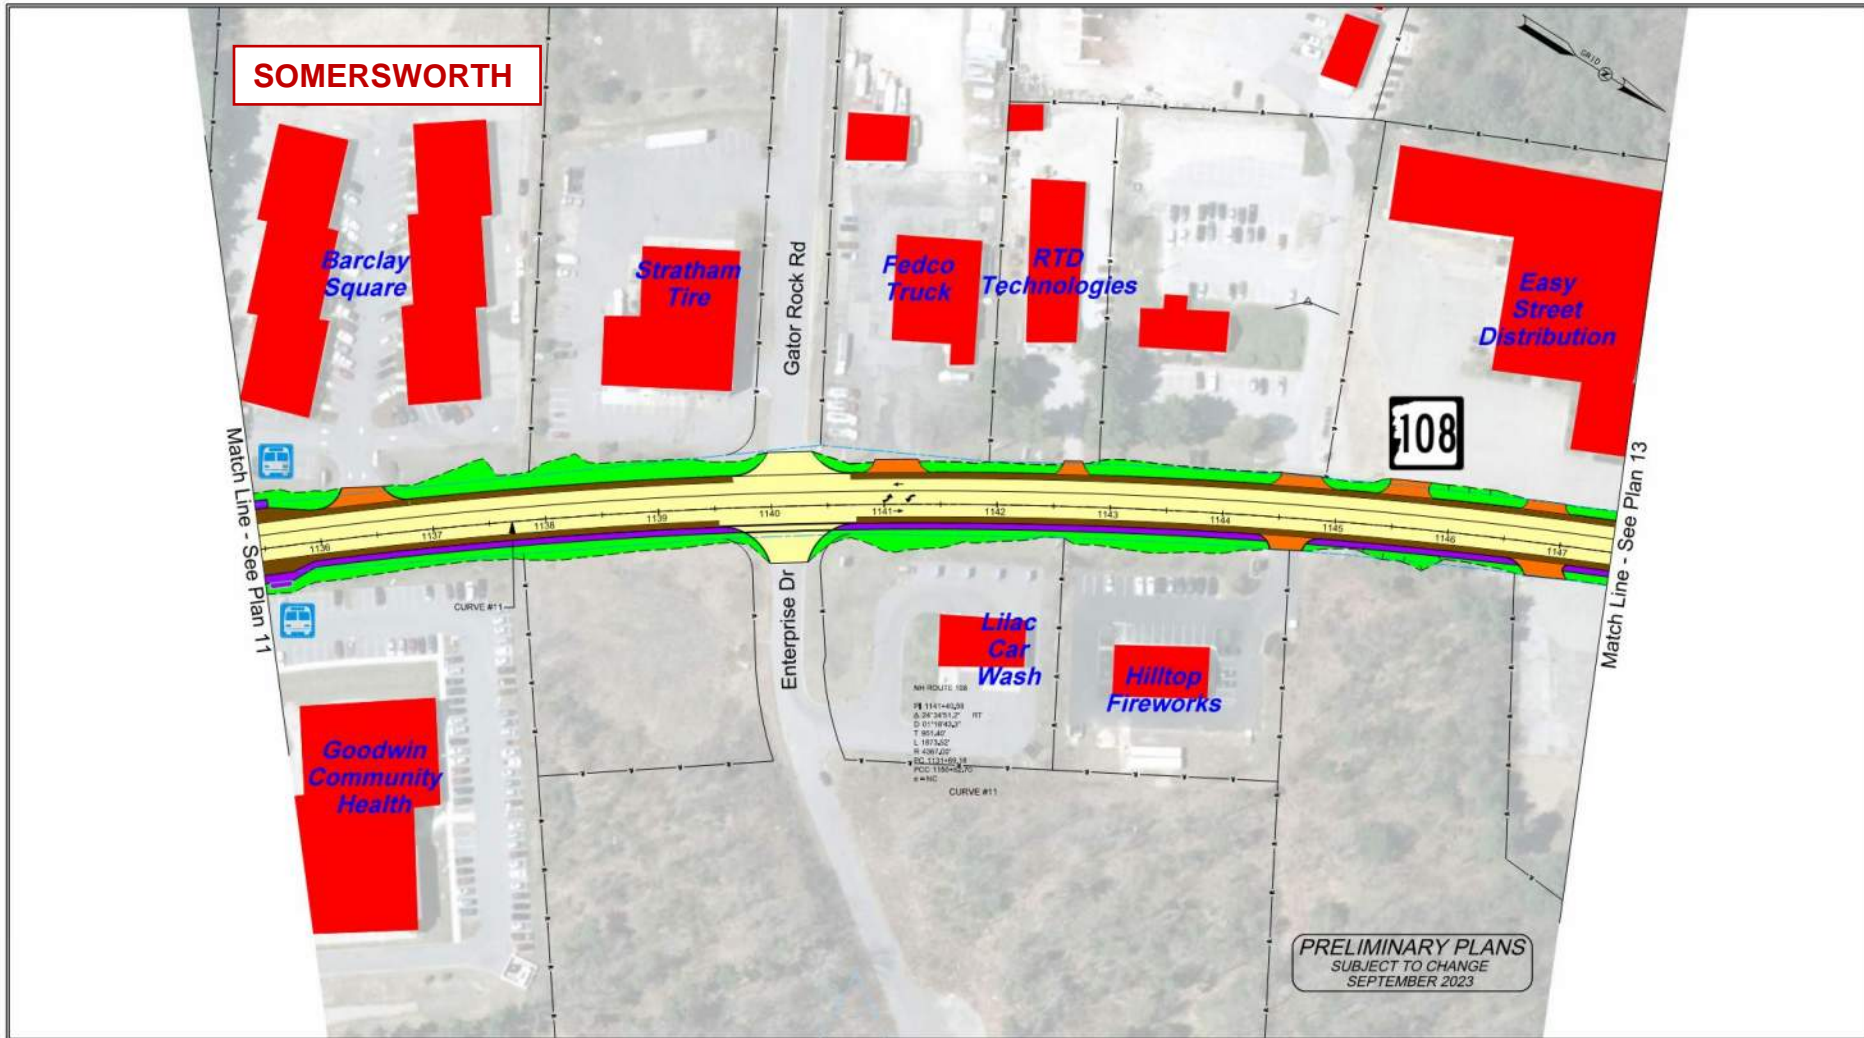 SOMERSWORTH
GRID
Barclay
Square
Stratham
Tire
Gator Rock Rd
Fedco
Truck
RTD
Technologies
Easy
Street
Distribution
108
Match Line - See Plan 11
Match Line - See Plan 13
1136
1137
1138
1139
1140
1141
1142
1143
1144
1145
1146
1147
CURVE #11
Enterprise Dr
Lilac
Car
Wash
Hilltop
Fireworks
Goodwin
Community
Health
NH ROUTE 108
CURVE #11
PRELIMINARY PLANS
SUBJECT TO CHANGE
SEPTEMBER 2023